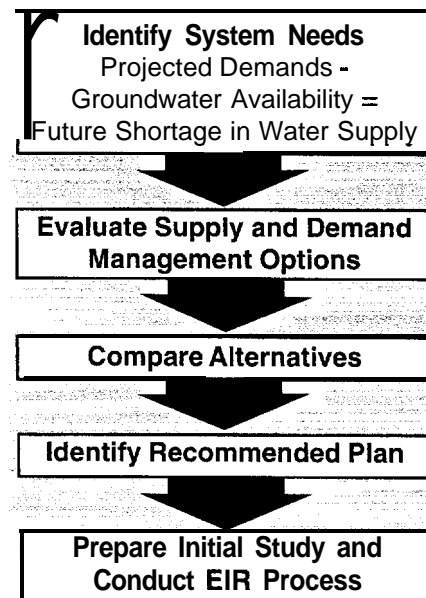 Identify System Needs
Projected Demands -
Groundwater Availability =
Future Shortage in Water Supply
Evaluate Supply and Demand
Management Options
Compare Alternatives
Identify Recommended Plan
Prepare Initial Study and
Conduct EIR Process